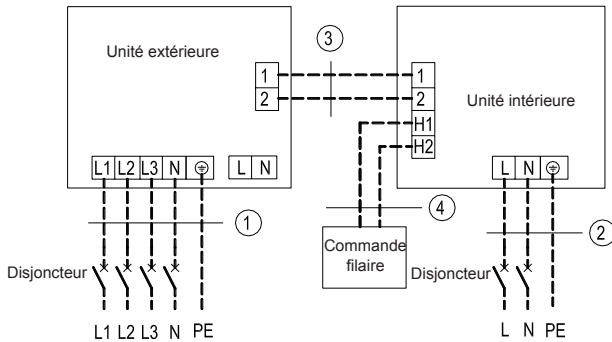 Unité extérieure
3
1
2
1
2
H1
H2
Unité intérieure
L1 L2 L3 N
L N
L N
1
4
2
Commande
filaire
Disjoncteur
Disjoncteur
L1 L2 L3 N PE
L N PE